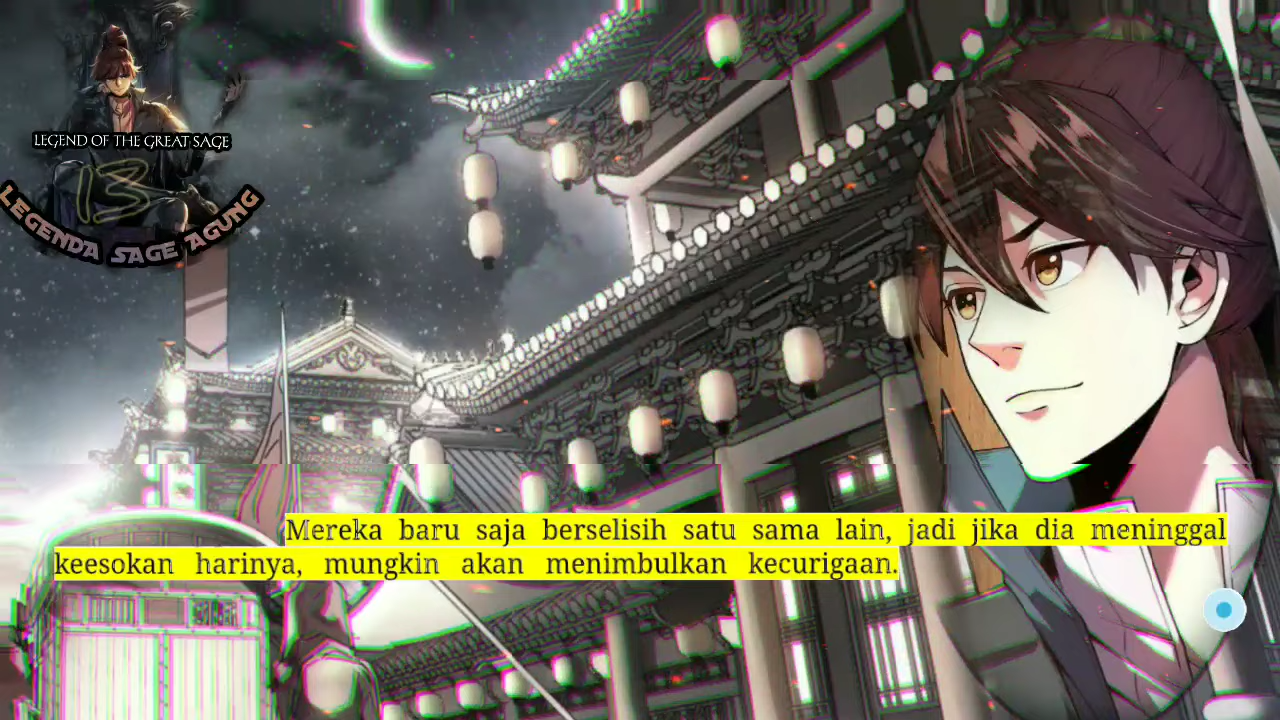 LEGEND OF THE GREAT SAGE
13
LEGENDA SAGE AGUNG
Mereka baru saja berselisih satu sama lain, jadi jika dia meninggal
keesokan harinya, mungkin akan menimbulkan kecurigaan.